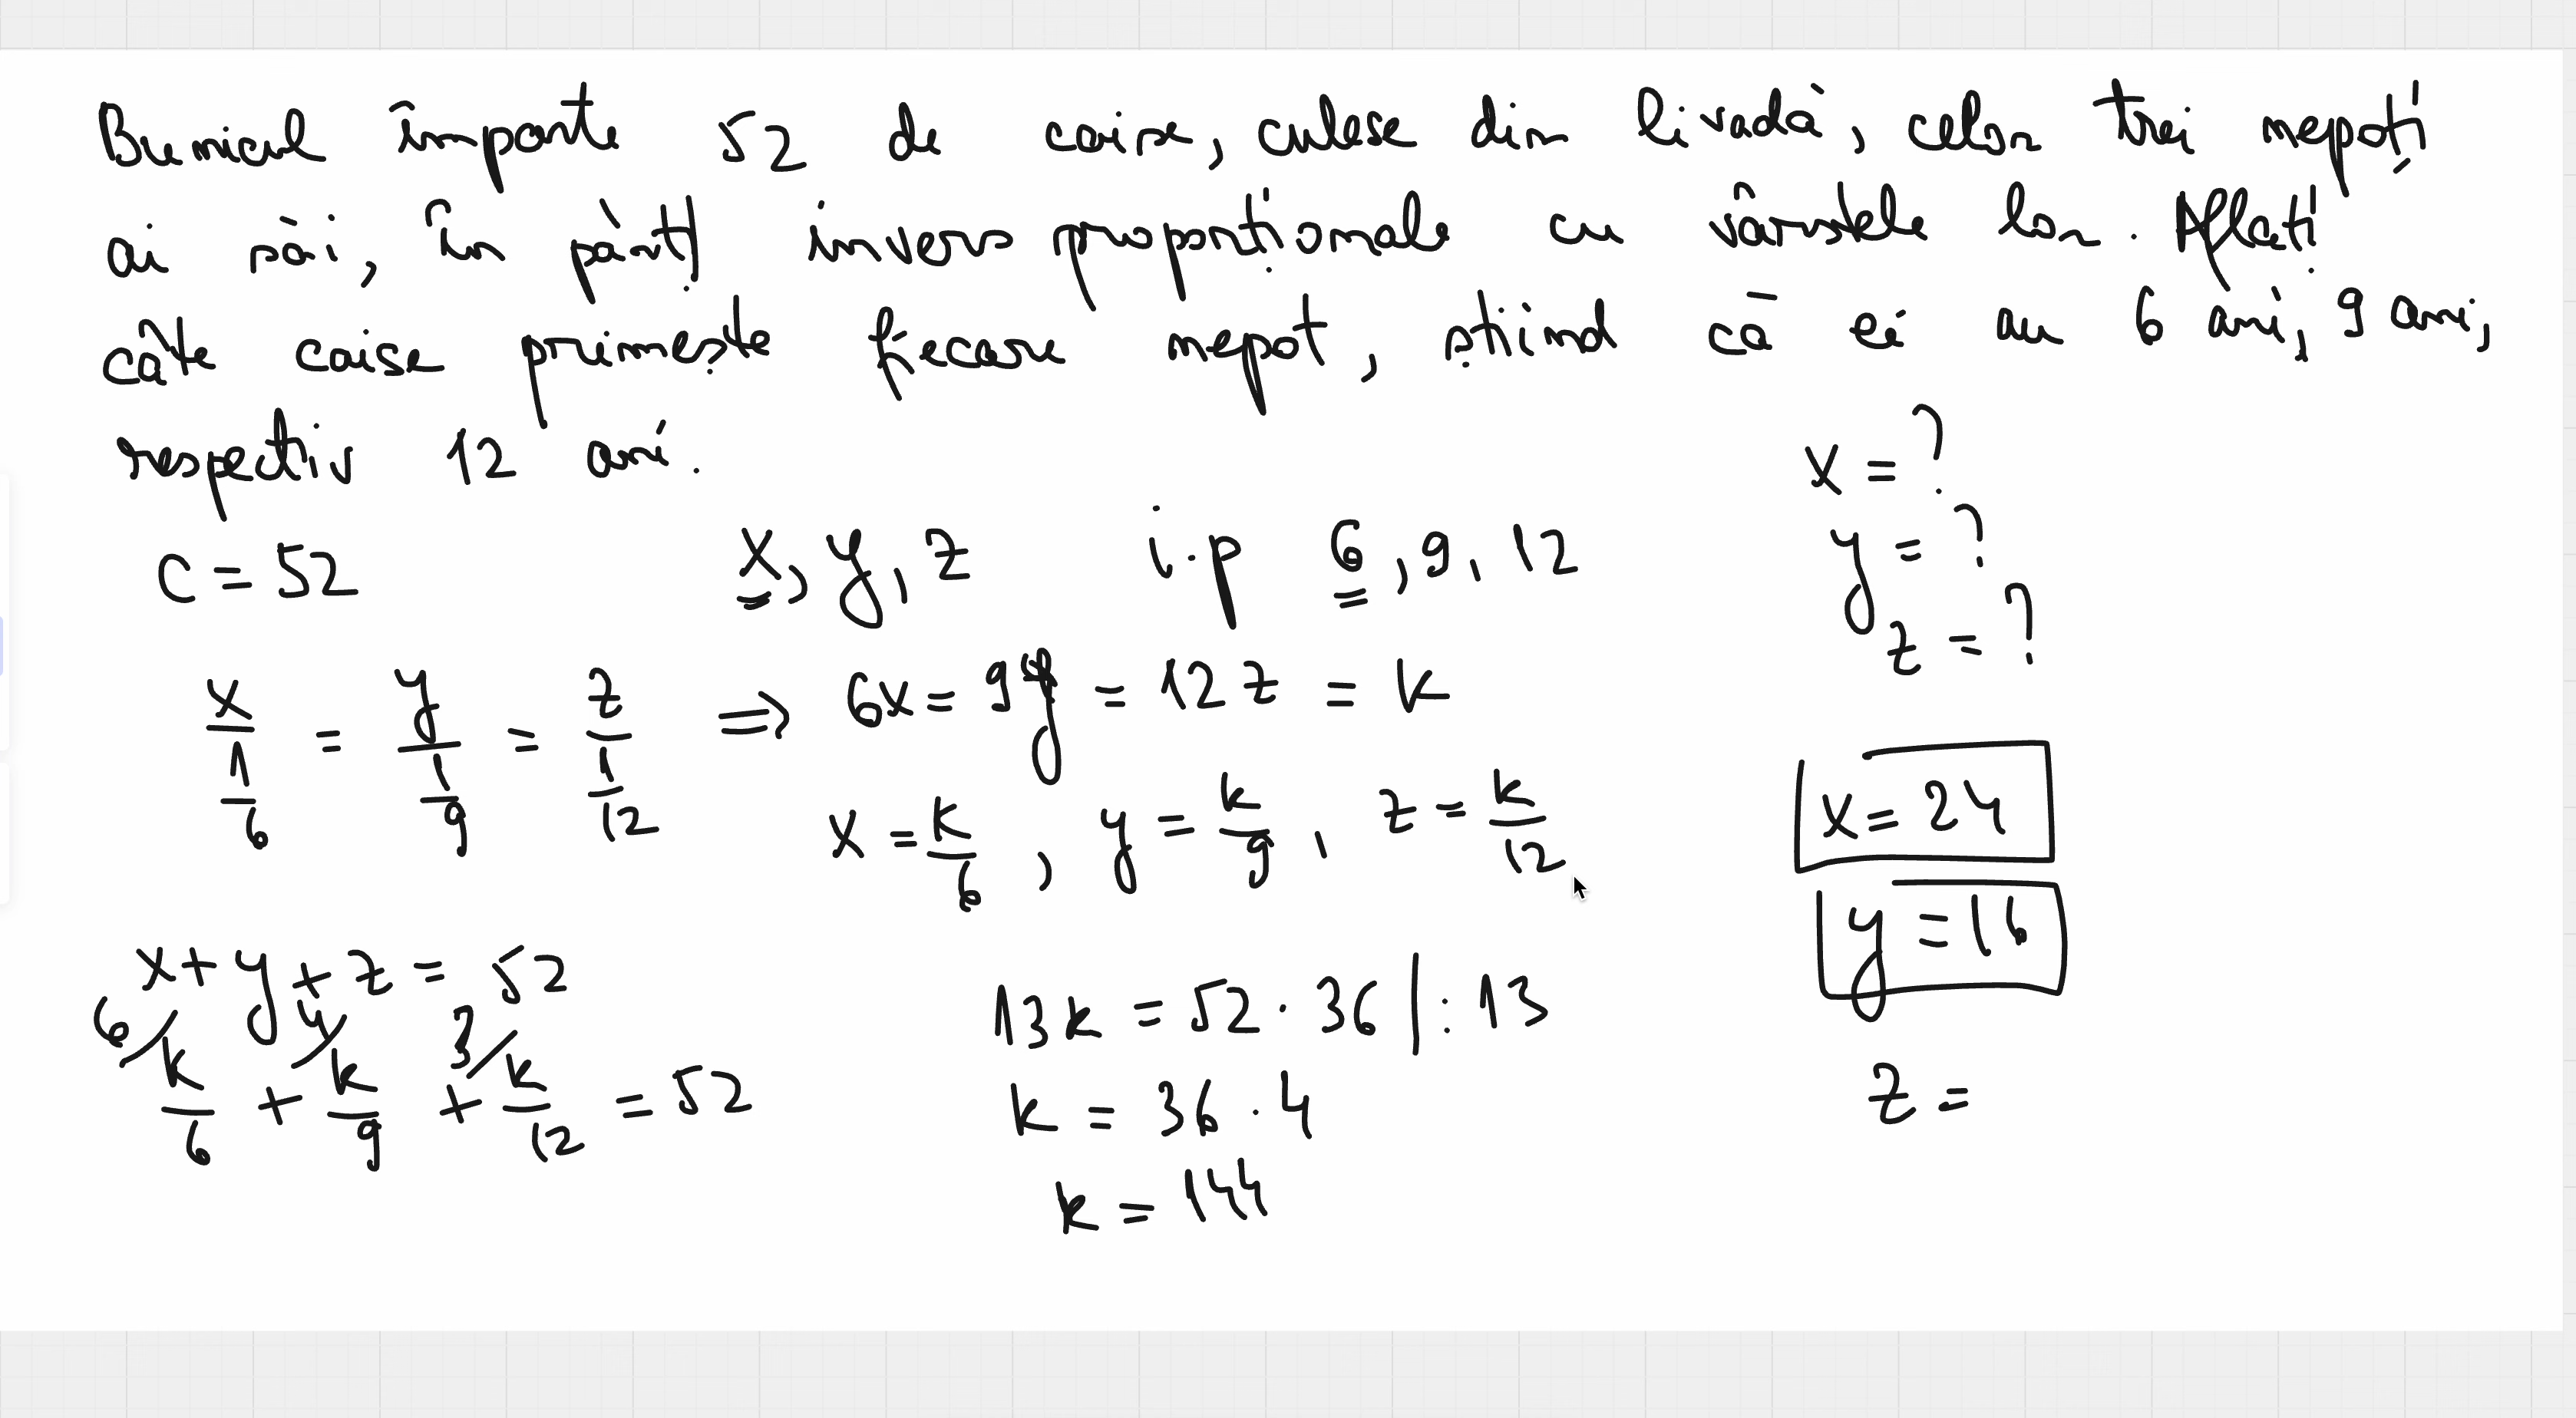 Bunicul împarte 52 de caise, culese din livadă, celor trei nepoți
ai săi, în părți invers proporționale cu vârstele lor. Aflați
câte caise primește fiecare nepot, știind că ei au 6 ani, 9 ani,
respectiv 12 ani.
x = ?
y = ?
z = ?
C = 52 x, y, z i.p 6, 9, 12
x/(1/6) = y/(1/9) = z/(1/12) ⇒ 6x = 9y = 12z = k
x = k/6, y = k/9, z = k/12
x + y + z = 52
6/ k/6 + 4/ k/9 + 3/ k/12 = 52
13k = 52 · 36 | : 13
k = 36 · 4
k = 144
x = 24
y = 16
z =